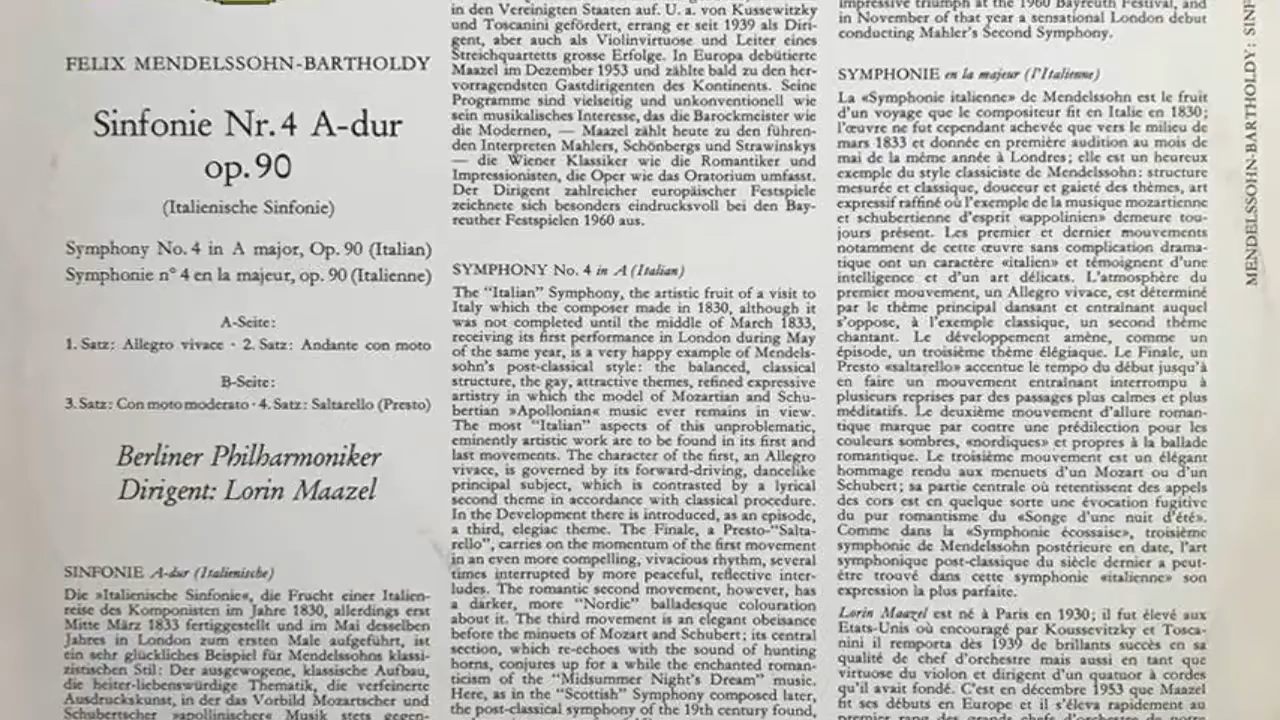 FELIX MENDELSSOHN-BARTHOLDY
Sinfonie Nr. 4 A-dur
op. 90
(Italienische Sinfonie)
Symphony No. 4 in A major, Op. 90 (Italian)
Symphonie n° 4 en la majeur, op. 90 (Italienne)
A-Seite:
1. Satz: Allegro vivace · 2. Satz: Andante con moto
B-Seite:
3. Satz: Con moto moderato · 4. Satz: Saltarello (Presto)
Berliner Philharmoniker
Dirigent: Lorin Maazel
SINFONIE A-dur (Italienische)
Die »Italienische Sinfonie«, die Frucht einer Italien-
reise des Komponisten im Jahre 1830, allerdings erst
Mitte März 1833 fertiggestellt und im Mai desselben
Jahres in London zum ersten Male aufgeführt, ist
ein sehr glückliches Beispiel für Mendelssohns klassi-
zistischen Stil: Der ausgewogene, klassische Aufbau,
die heiter-liebenswürdige Thematik, die verfeinerte
Ausdruckskunst, in der das Vorbild Mozartscher und
Schubertscher »apollinischer« Musik stets gegen-
in den Vereinigten Staaten auf. U. a. von Kussewitzky
und Toscanini gefördert, errang er seit 1939 als Diri-
gent, aber auch als Violinvirtuose und Leiter eines
Streichquartetts grosse Erfolge. In Europa debütierte
Maazel im Dezember 1953 und zählte bald zu den her-
vorragendsten Gastdirigenten des Kontinents. Seine
Programme sind vielseitig und unkonventionell wie
sein musikalisches Interesse, das die Barockmeister wie
die Modernen, — Maazel zählt heute zu den führen-
den Interpreten Mahlers, Schönbergs und Strawinskys
— die Wiener Klassiker wie die Romantiker und
Impressionisten, die Oper wie das Oratorium umfasst.
Der Dirigent zahlreicher europäischer Festspiele
zeichnete sich besonders eindrucksvoll bei den Bay-
reuther Festspielen 1960 aus.
SYMPHONY No. 4 in A (Italian)
The "Italian" Symphony, the artistic fruit of a visit to
Italy which the composer made in 1830, although it
was not completed until the middle of March 1833,
receiving its first performance in London during May
of the same year, is a very happy example of Mendels-
sohn's post-classical style: the balanced, classical
structure, the gay, attractive themes, refined expressive
artistry in which the model of Mozartian and Schu-
bertian »Apollonian« music ever remains in view.
The most "Italian" aspects of this unproblematic,
eminently artistic work are to be found in its first and
last movements. The character of the first, an Allegro
vivace, is governed by its forward-driving, dancelike
principal subject, which is contrasted by a lyrical
second theme in accordance with classical procedure.
In the Development there is introduced, as an episode,
a third, elegiac theme. The Finale, a Presto-"Salta-
rello", carries on the momentum of the first movement
in an even more compelling, vivacious rhythm, several
times interrupted by more peaceful, reflective inter-
ludes. The romantic second movement, however, has
a darker, more "Nordic" balladesque colouration
about it. The third movement is an elegant obeisance
before the minuets of Mozart and Schubert; its central
section, which re-echoes with the sound of hunting
horns, conjures up for a while the enchanted roman-
ticism of the "Midsummer Night's Dream" music.
Here, as in the "Scottish" Symphony composed later,
the post-classical symphony of the 19th century found,
impressive triumph at the 1960 Bayreuth Festival, and
in November of that year a sensational London debut
conducting Mahler's Second Symphony.
SYMPHONIE en la majeur (l'Italienne)
La «Symphonie italienne» de Mendelssohn est le fruit
d'un voyage que le compositeur fit en Italie en 1830;
l'œuvre ne fut cependant achevée que vers le milieu de
mars 1833 et donnée en première audition au mois de
mai de la même année à Londres; elle est un heureux
exemple du style classiciste de Mendelssohn: structure
mesurée et classique, douceur et gaieté des thèmes, art
expressif raffiné où l'exemple de la musique mozartienne
et schubertienne d'esprit «appolinien» demeure tou-
jours présent. Les premier et dernier mouvements
notamment de cette œuvre sans complication drama-
tique ont un caractère «italien» et témoignent d'une
intelligence et d'un art délicats. L'atmosphère du
premier mouvement, un Allegro vivace, est déterminé
par le thème principal dansant et entraînant auquel
s'oppose, à l'exemple classique, un second thème
chantant. Le développement amène, comme un
épisode, un troisième thème élégiaque. Le Finale, un
Presto «saltarello» accentue le tempo du début jusqu'à
en faire un mouvement entraînant interrompu à
plusieurs reprises par des passages plus calmes et plus
méditatifs. Le deuxième mouvement d'allure roman-
tique marque par contre une prédilection pour les
couleurs sombres, «nordiques» et propres à la ballade
romantique. Le troisième mouvement est un élégant
hommage rendu aux menuets d'un Mozart ou d'un
Schubert; sa partie centrale où retentissent des appels
des cors est en quelque sorte une évocation fugitive
du pur romantisme du «Songe d'une nuit d'été».
Comme dans la «Symphonie écossaise», troisième
symphonie de Mendelssohn postérieure en date, l'art
symphonique post-classique du siècle dernier a peut-
être trouvé dans cette symphonie «italienne» son
expression la plus parfaite.
Lorin Maazel est né à Paris en 1930; il fut élevé aux
Etats-Unis où encouragé par Koussevitzky et Tosca-
nini il remporta dès 1939 de brillants succès en sa
qualité de chef d'orchestre mais aussi en tant que
virtuose du violon et dirigent d'un quatuor à cordes
qu'il avait fondé. C'est en décembre 1953 que Maazel
fit ses débuts en Europe et il s'éleva rapidement au
premier rang des grands chefs d'orchestre de notre
MENDELSSOHN-BARTHOLDY: SINF